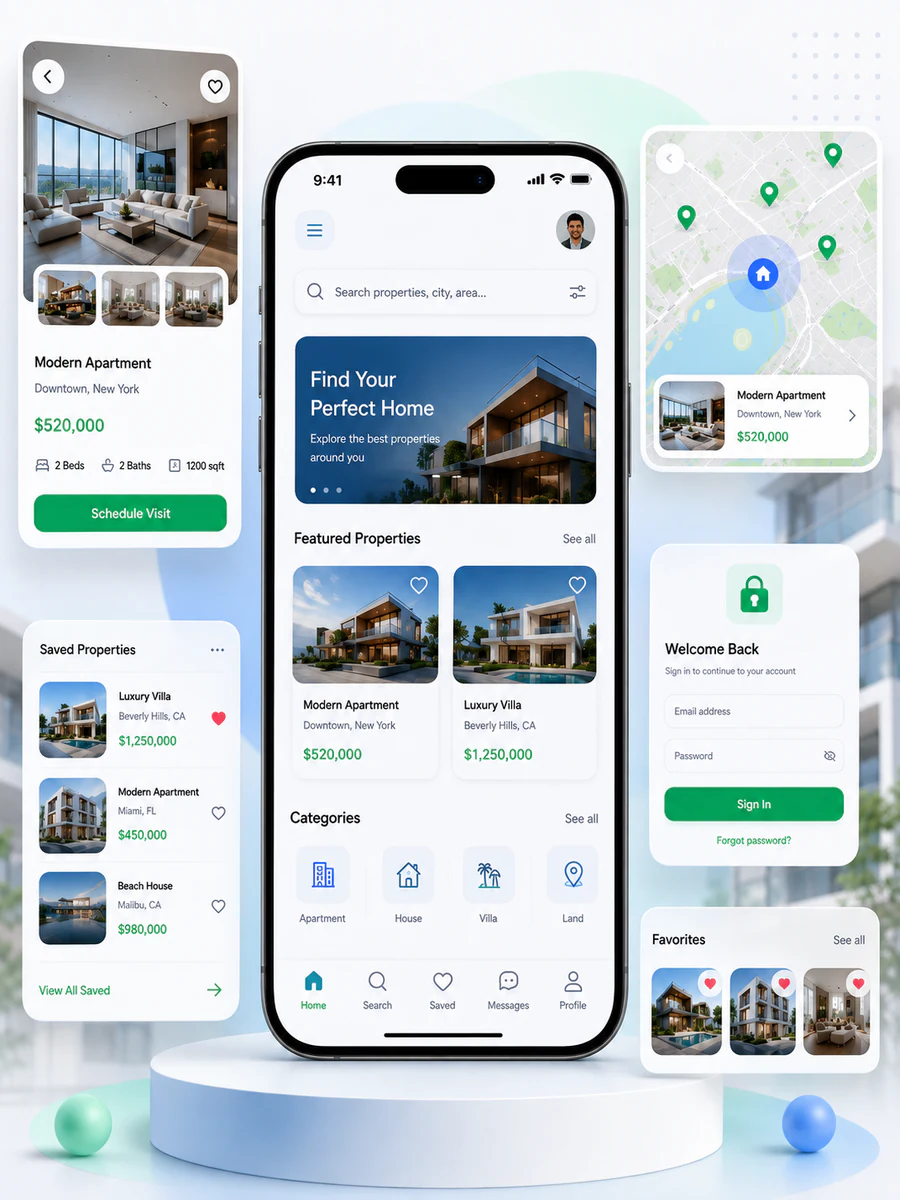 Modern Apartment
Downtown, New York
$520,000
2 Beds
2 Baths
1200 sqft
Schedule Visit
Saved Properties
Luxury Villa
Beverly Hills, CA
$1,250,000
Modern Apartment
Miami, FL
$450,000
Beach House
Malibu, CA
$980,000
View All Saved
9:41
Search properties, city, area...
Find Your
Perfect Home
Explore the best properties
around you
Featured Properties
See all
Modern Apartment
Downtown, New York
$520,000
Luxury Villa
Beverly Hills, CA
$1,250,000
Categories
See all
Apartment
House
Villa
Land
Home
Search
Saved
Messages
Profile
Modern Apartment
Downtown, New York
$520,000
Welcome Back
Sign in to continue to your account
Email address
Password
Sign In
Forgot password?
Favorites
See all